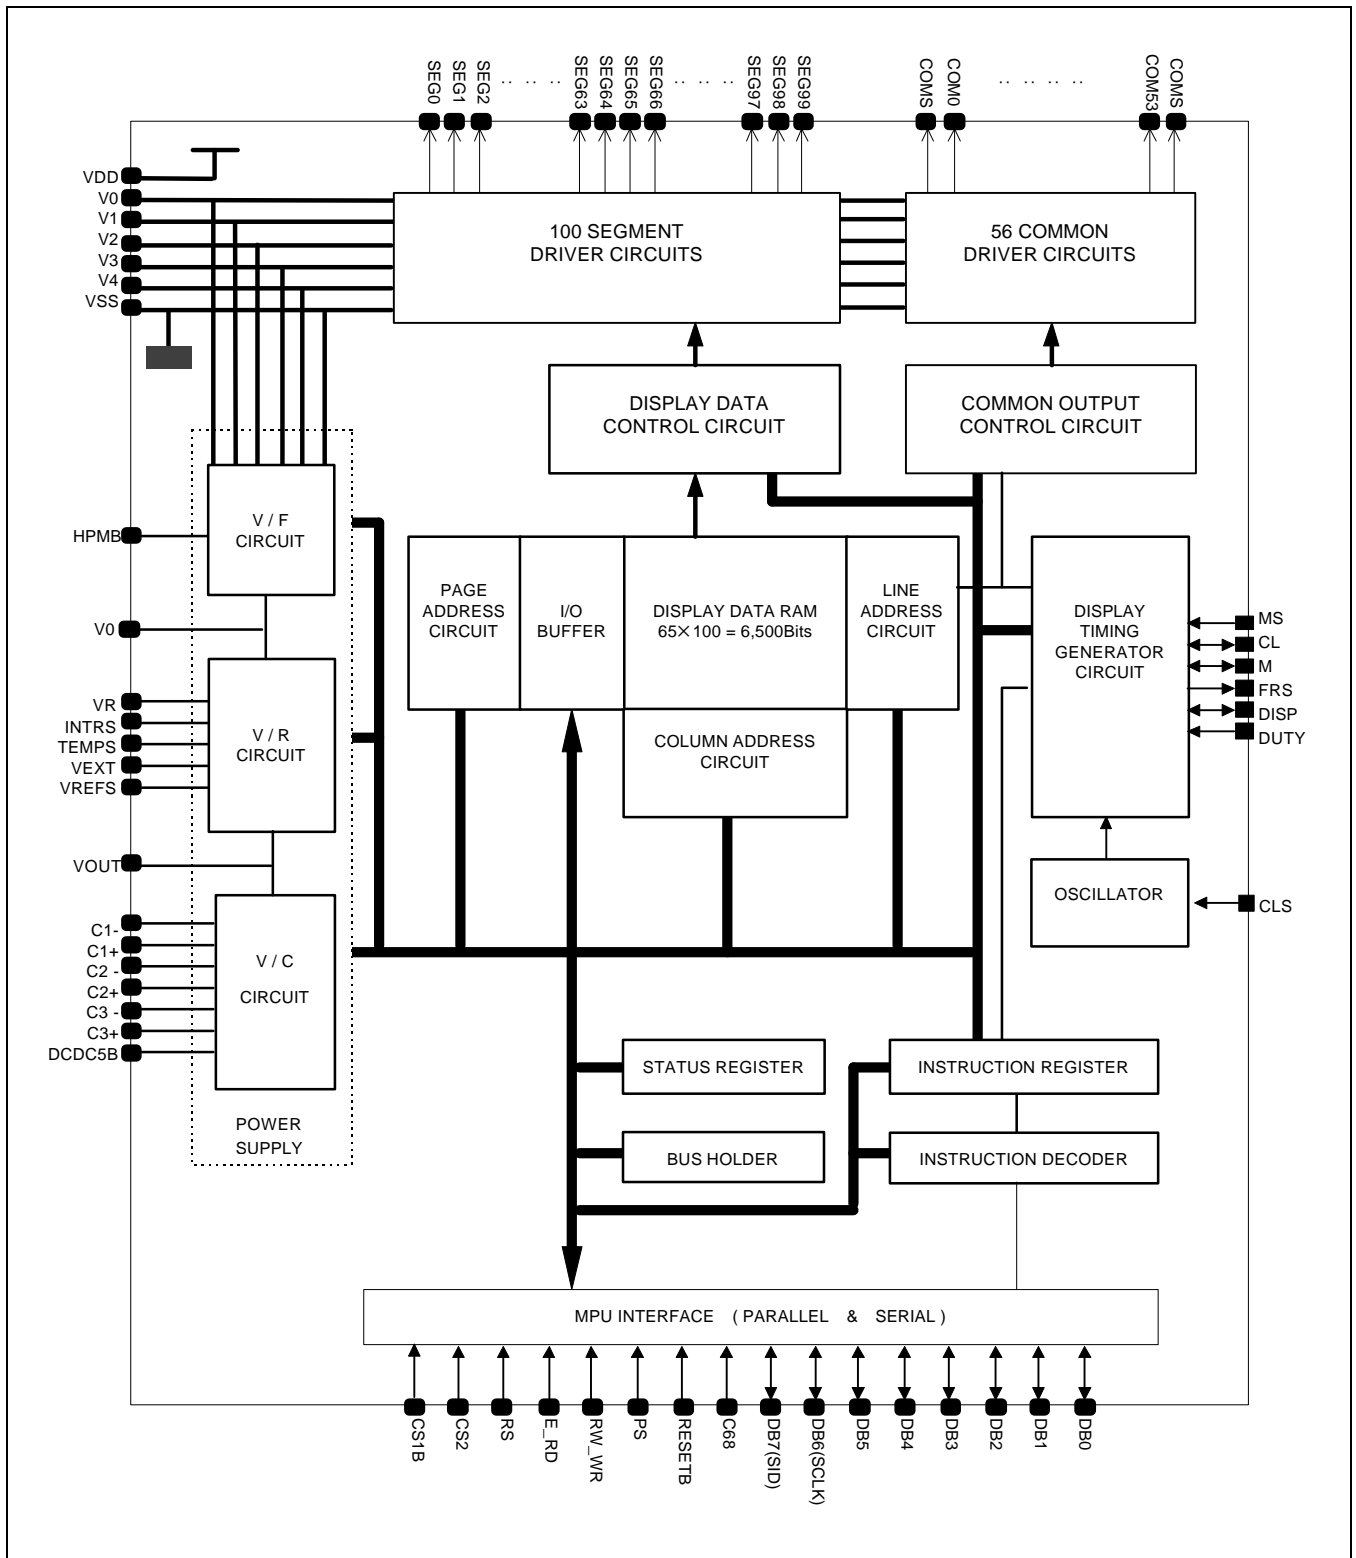 SEG0
SEG1
SEG2
SEG63
SEG64
SEG65
SEG66
SEG97
SEG98
SEG99
COMS
COM0
COM53
COMS
VDD
V0
V1
V2
V3
V4
VSS
100 SEGMENT
DRIVER CIRCUITS
56 COMMON
DRIVER CIRCUITS
DISPLAY DATA
CONTROL CIRCUIT
COMMON OUTPUT
CONTROL CIRCUIT
HPMB
V / F
CIRCUIT
V0
VR
INTRS
TEMPS
VEXT
VREFS
V / R
CIRCUIT
VOUT
C1-
C1+
C2 -
C2+
C3 -
C3+
DCDC5B
V / C
CIRCUIT
POWER
SUPPLY
PAGE
ADDRESS
CIRCUIT
I/O
BUFFER
DISPLAY DATA RAM
65×100 = 6,500Bits
LINE
ADDRESS
CIRCUIT
COLUMN ADDRESS
CIRCUIT
DISPLAY
TIMING
GENERATOR
CIRCUIT
MS
CL
M
FRS
DISP
DUTY
OSCILLATOR
CLS
STATUS REGISTER
INSTRUCTION REGISTER
BUS HOLDER
INSTRUCTION DECODER
MPU INTERFACE ( PARALLEL & SERIAL )
CS1B
CS2
RS
E_RD
RW_WR
PS
RESETB
C68
DB7(SID)
DB6(SCLK)
DB5
DB4
DB3
DB2
DB1
DB0